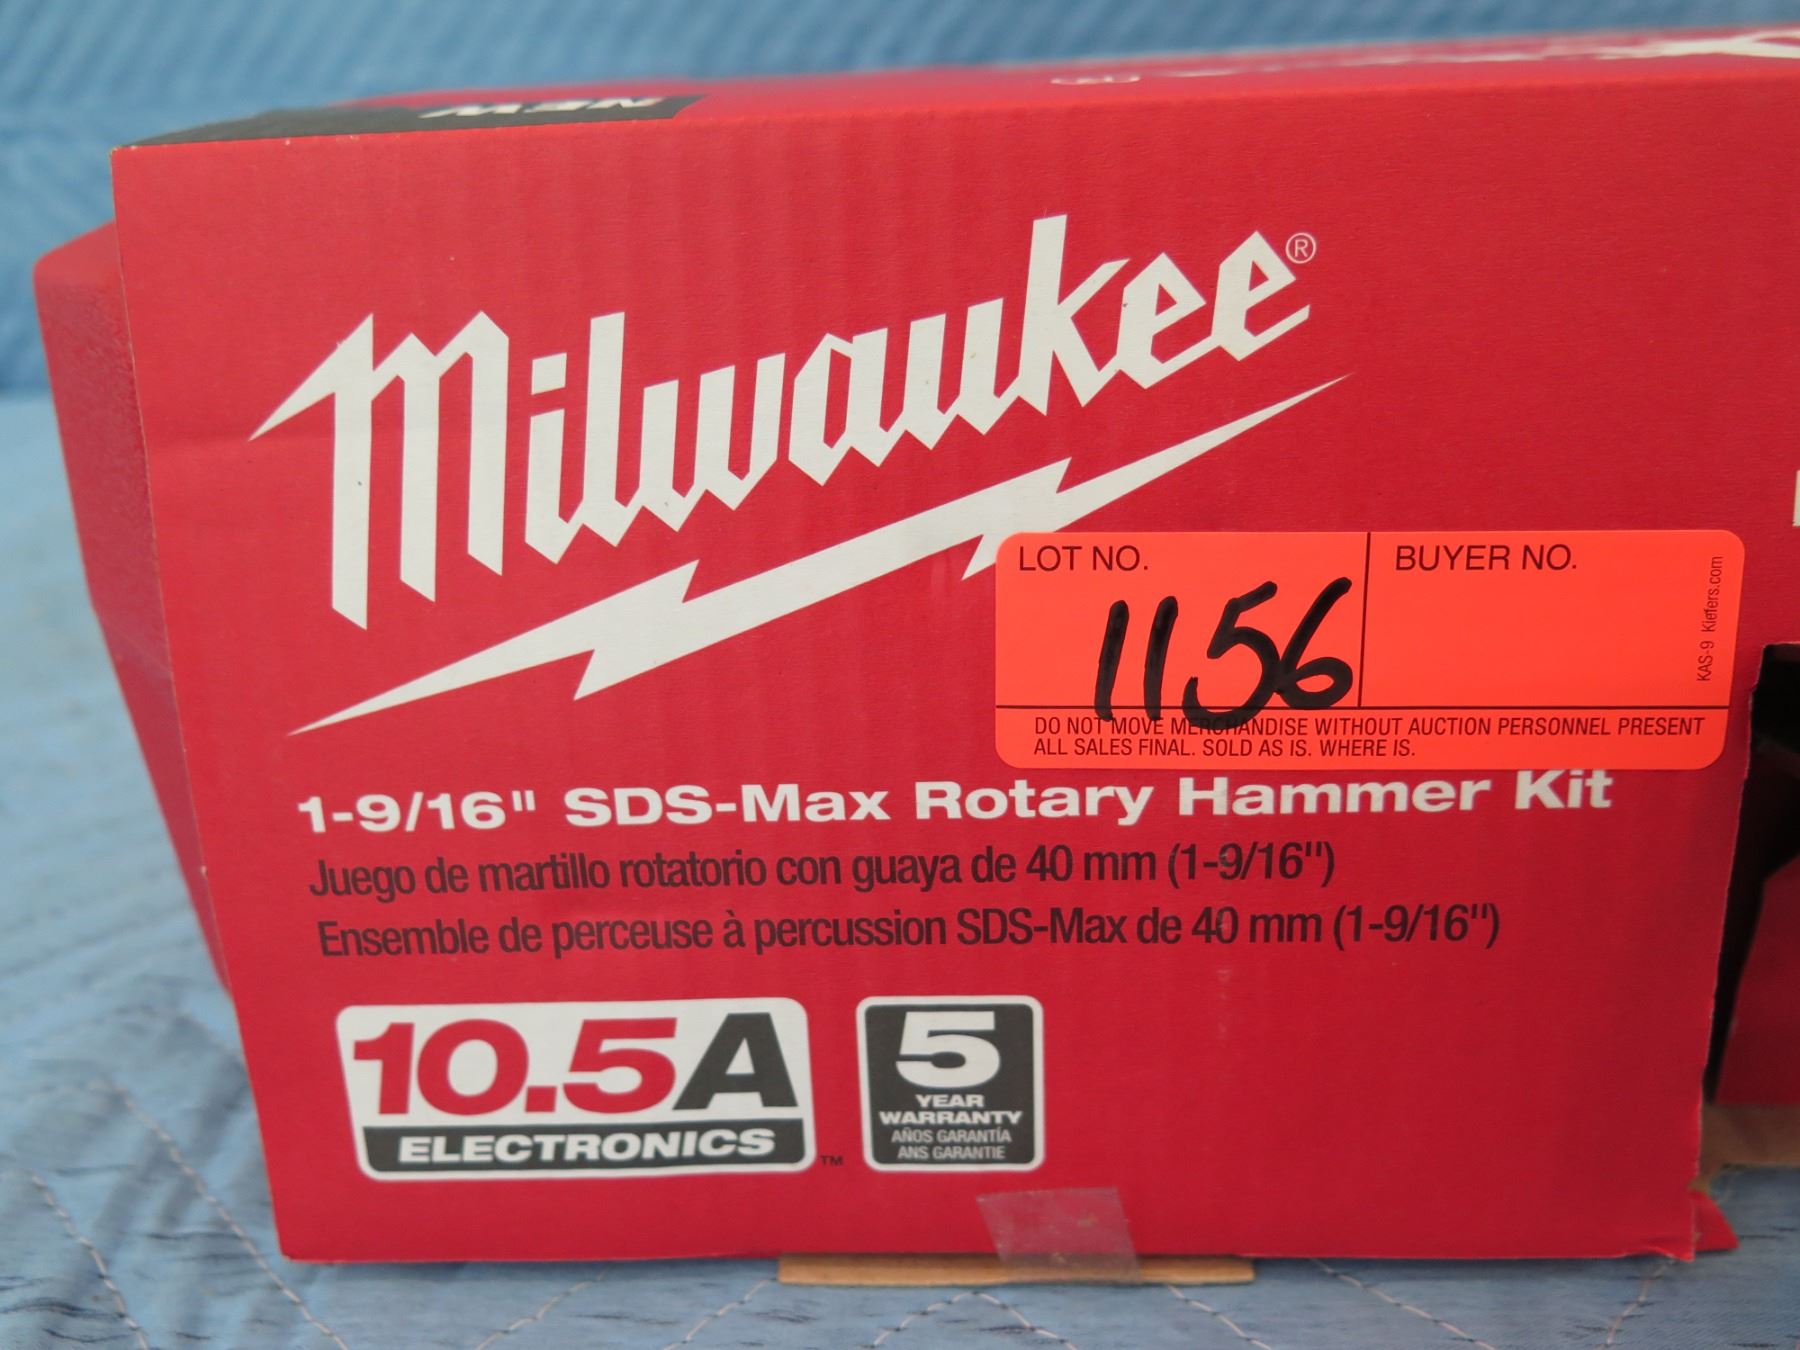 NEW
Milwaukee®
LOT NO.
1156
BUYER NO.
KAS-9 Kiefers.com
DO NOT MOVE MERCHANDISE WITHOUT AUCTION PERSONNEL PRESENT
ALL SALES FINAL. SOLD AS IS. WHERE IS.
1-9/16" SDS-Max Rotary Hammer Kit
Juego de martillo rotatorio con guaya de 40 mm (1-9/16")
Ensemble de perceuse à percussion SDS-Max de 40 mm (1-9/16")
10.5A
ELECTRONICS
™
5
YEAR
WARRANTY
AÑOS GARANTÍA
ANS GARANTIE